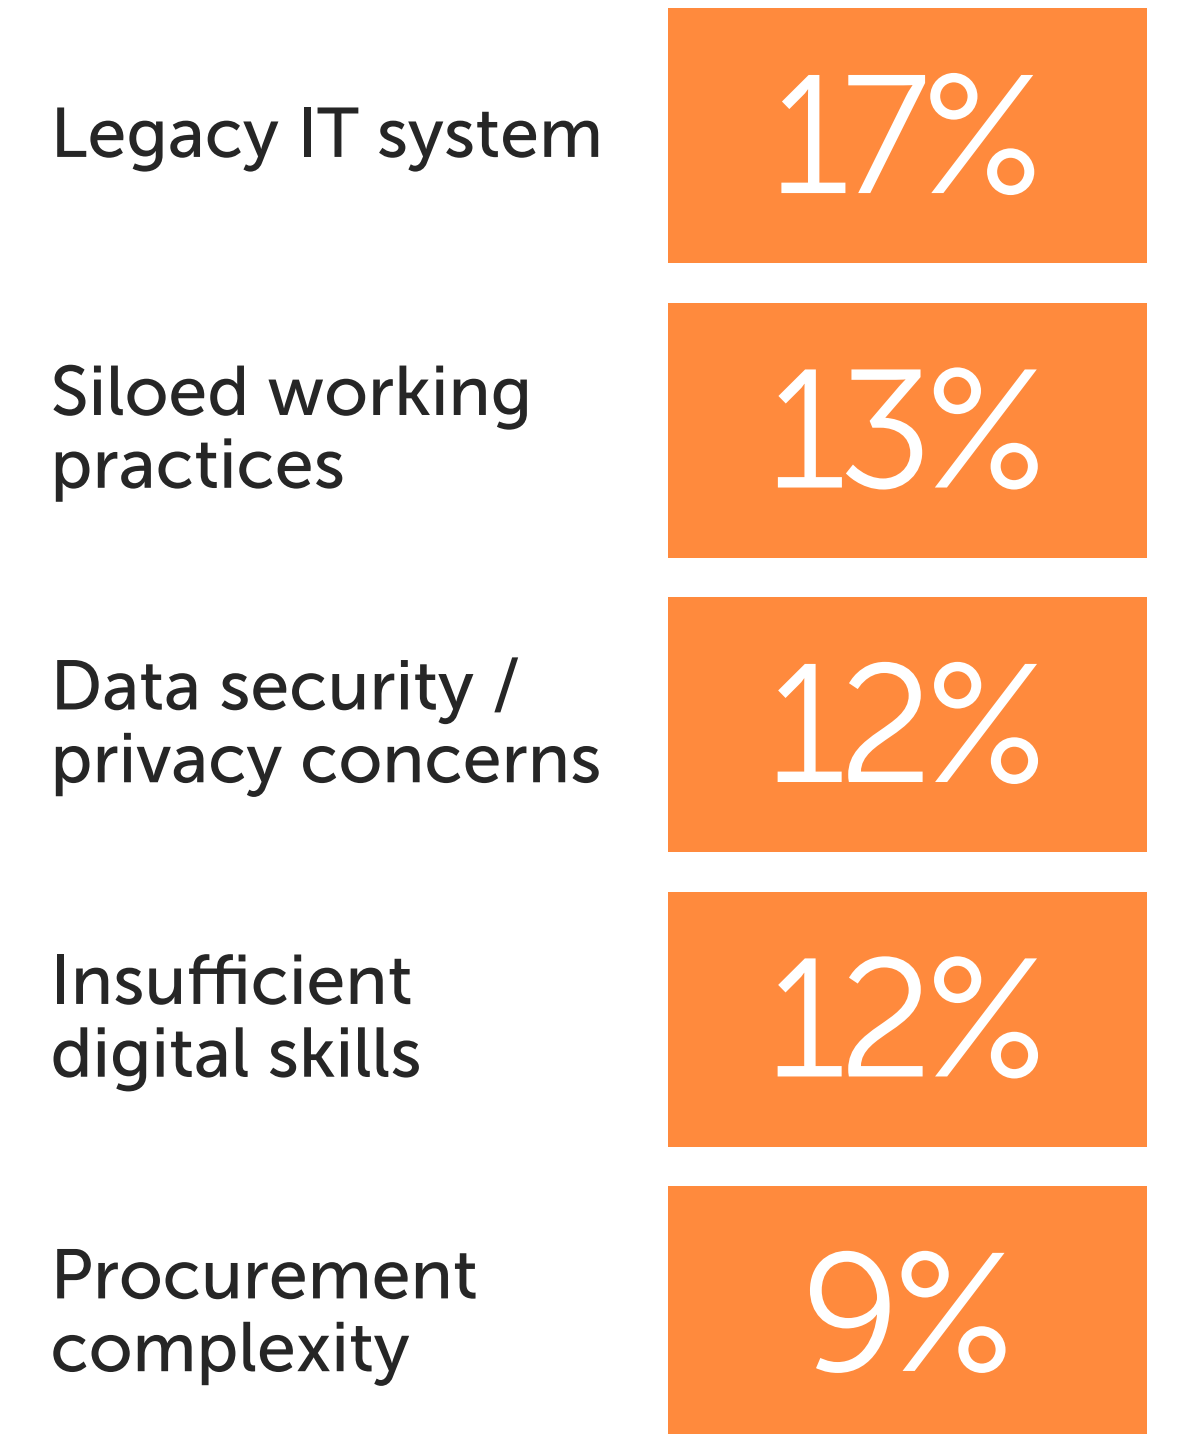 Legacy IT system
17%
Siloed working
practices
13%
Data security /
privacy concerns
12%
Insufficient
digital skills
12%
Procurement
complexity
9%